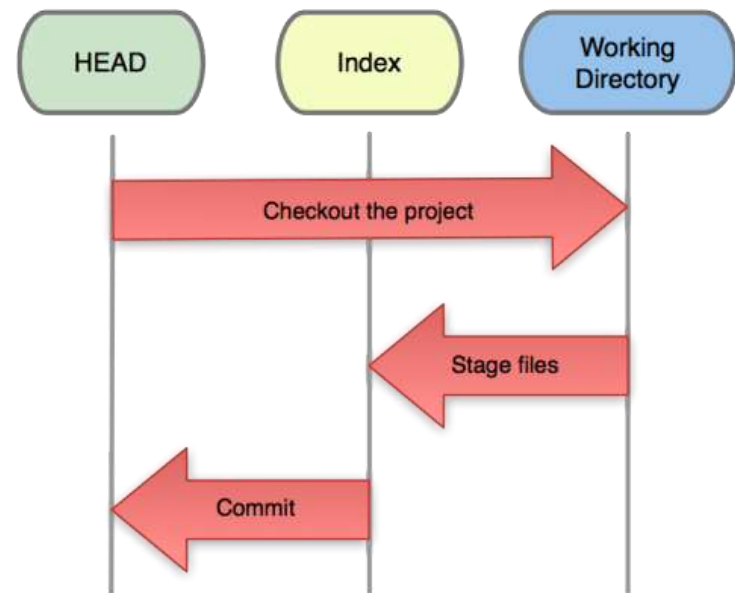 HEAD
Index
Working
Directory
Checkout the project
Stage files
Commit